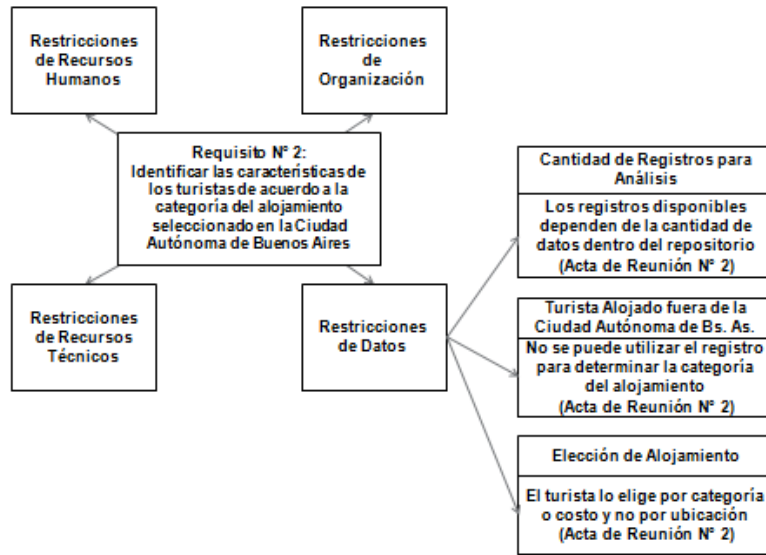 Restricciones
de Recursos
Humanos
Restricciones
de
Organización
Requisito N° 2:
Identificar las características de
los turistas de acuerdo a la
categoría del alojamiento
seleccionado en la Ciudad
Autónoma de Buenos Aires
Restricciones
de Recursos
Técnicos
Restricciones
de Datos
Cantidad de Registros para
Análisis
Los registros disponibles
dependen de la cantidad de
datos dentro del repositorio
(Acta de Reunión N° 2)
Turista Alojado fuera de la
Ciudad Autónoma de Bs. As.
No se puede utilizar el registro
para determinar la categoría
del alojamiento
(Acta de Reunión N° 2)
Elección de Alojamiento
El turista lo elige por categoría
o costo y no por ubicación
(Acta de Reunión N° 2)